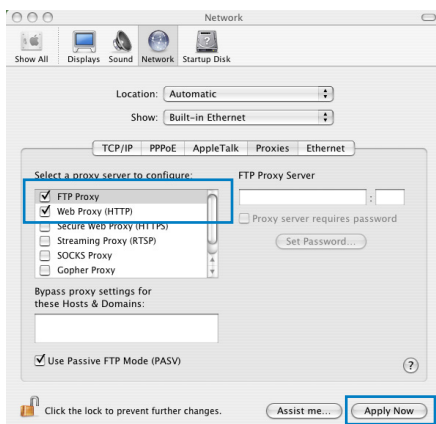 Network
Show All Displays Sound Network Startup Disk
Location: Automatic
Show: Built-in Ethernet
TCP/IP PPPoE AppleTalk Proxies Ethernet
Select a proxy server to configure: FTP Proxy Server
FTP Proxy :
Web Proxy (HTTP) Proxy server requires password
Secure Web Proxy (HTTPS)
Streaming Proxy (RTSP) Set Password...
SOCKS Proxy
Gopher Proxy
Bypass proxy settings for
these Hosts & Domains:
Use Passive FTP Mode (PASV) ?
Click the lock to prevent further changes. Assist me... Apply Now